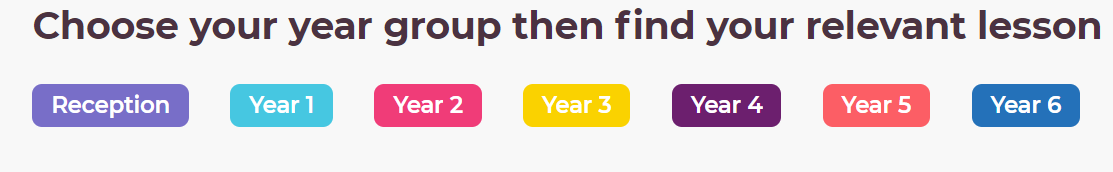 Choose your year group then find your relevant lesson
Reception Year 1 Year 2 Year 3 Year 4 Year 5 Year 6